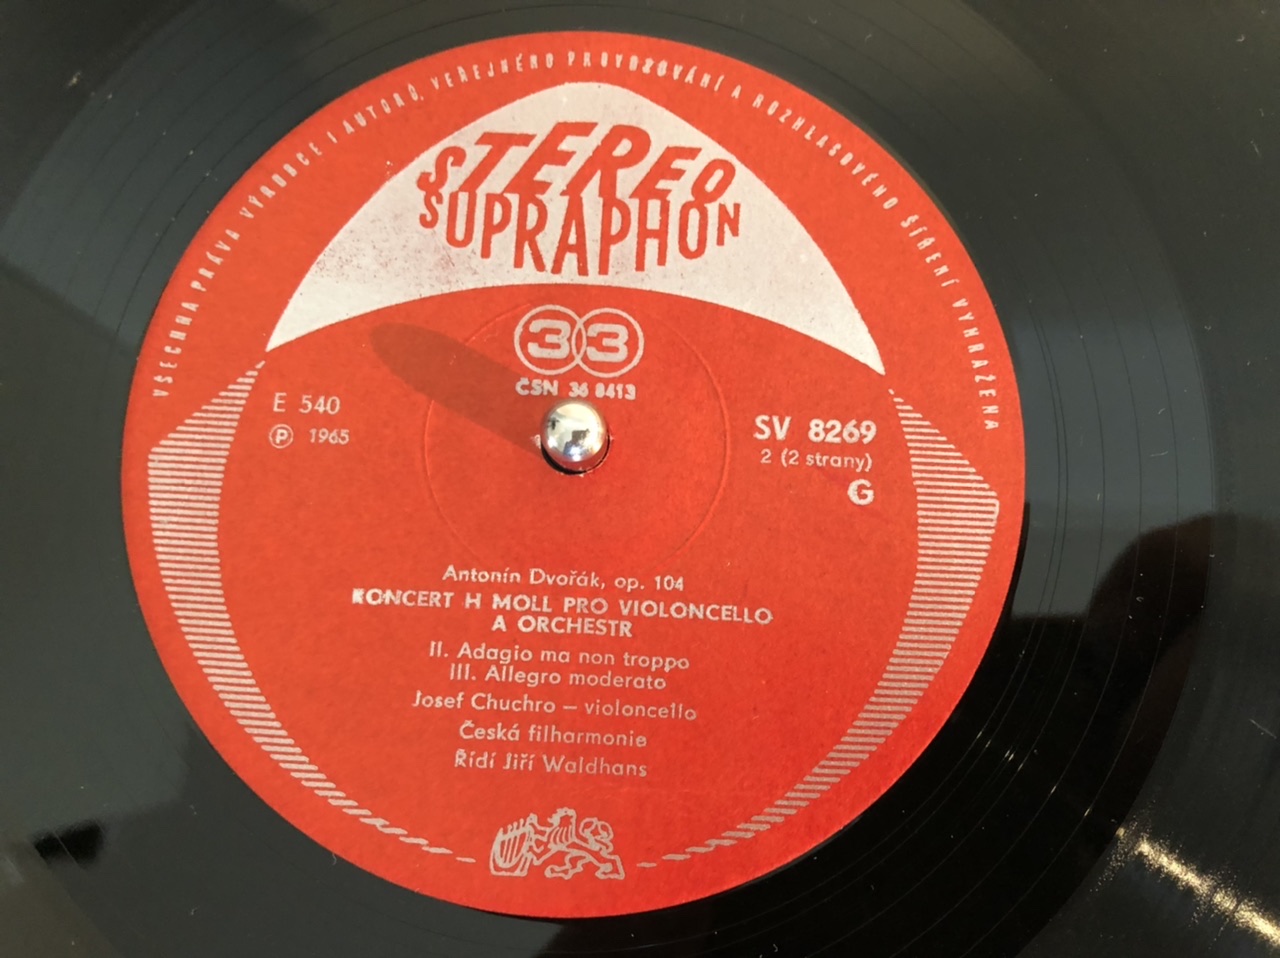 VŠECHNA PRÁVA VÝROBCE I AUTORŮ, VEŘEJNÉHO PROVOZOVÁNÍ A ROZHLASOVÉHO ŠÍŘENÍ VYHRAŽENA
STEREO
SUPRAPHON
33
ČSN 36 8413
E 540
Ⓟ 1965
SV 8269
2 (2 strany)
G
Antonín Dvořák, op. 104
KONCERT H MOLL PRO VIOLONCELLO
A ORCHESTR
II. Adagio ma non troppo
III. Allegro moderato
Josef Chuchro – violoncello
Česká filharmonie
Řídí Jiří Waldhans